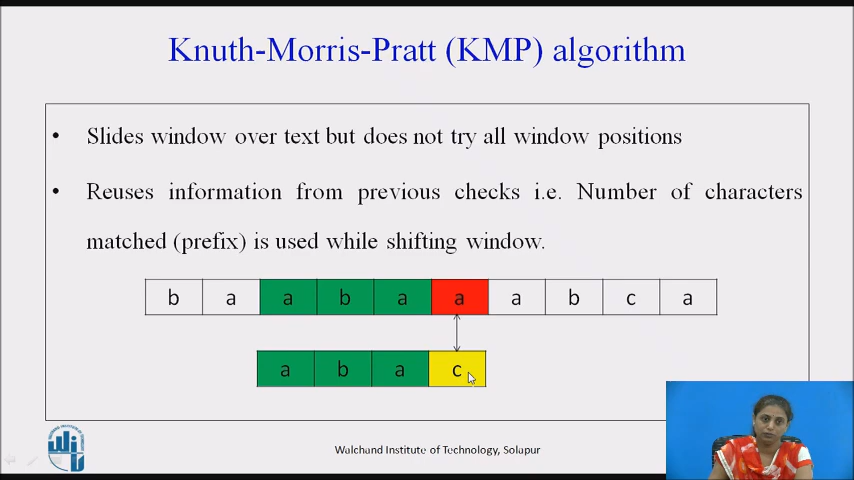 Knuth-Morris-Pratt (KMP) algorithm
• Slides window over text but does not try all window positions
• Reuses information from previous checks i.e. Number of characters
matched (prefix) is used while shifting window.
b a a b a a a b c a
a b a c
Walchand Institute of Technology, Solapur